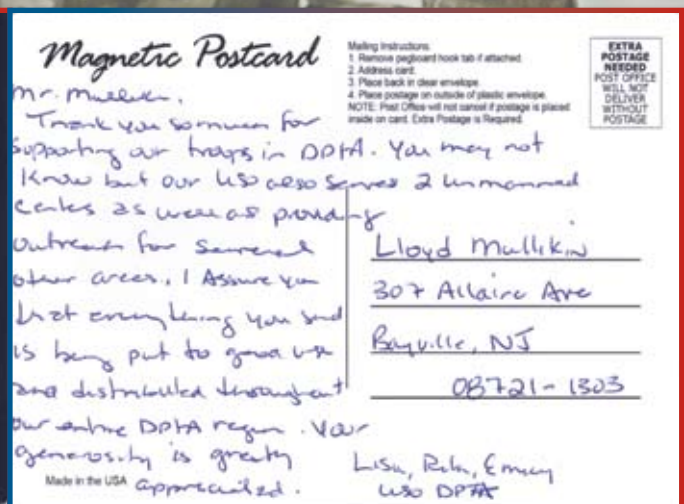 Magnetic Postcard
Mailing Instructions
1. Remove pegboard hook tab if attached.
2. Address card.
3. Place back in clear envelope.
4. Place postage on outside of plastic envelope.
NOTE: Post Office will not cancel if postage is placed
inside on card. Extra Postage is Required.
EXTRA
POSTAGE
NEEDED
POST OFFICE
WILL NOT
DELIVER
WITHOUT
POSTAGE
Mr. Mullikin,
Thank you so much for
supporting our troops in DPTA. You may not
know but our USO also serves 2 unmanned
centers as well as providing
outreach for several
other areas. I Assure you
that everything you send
is being put to good use
and distributed throughout
our entire DPTA region. Your
generosity is greatly
appreciated.
Lloyd Mullikin
307 Allaire Ave
Bayville, NJ
08721-1303
Lisa,
USO DPTA
Made in the USA